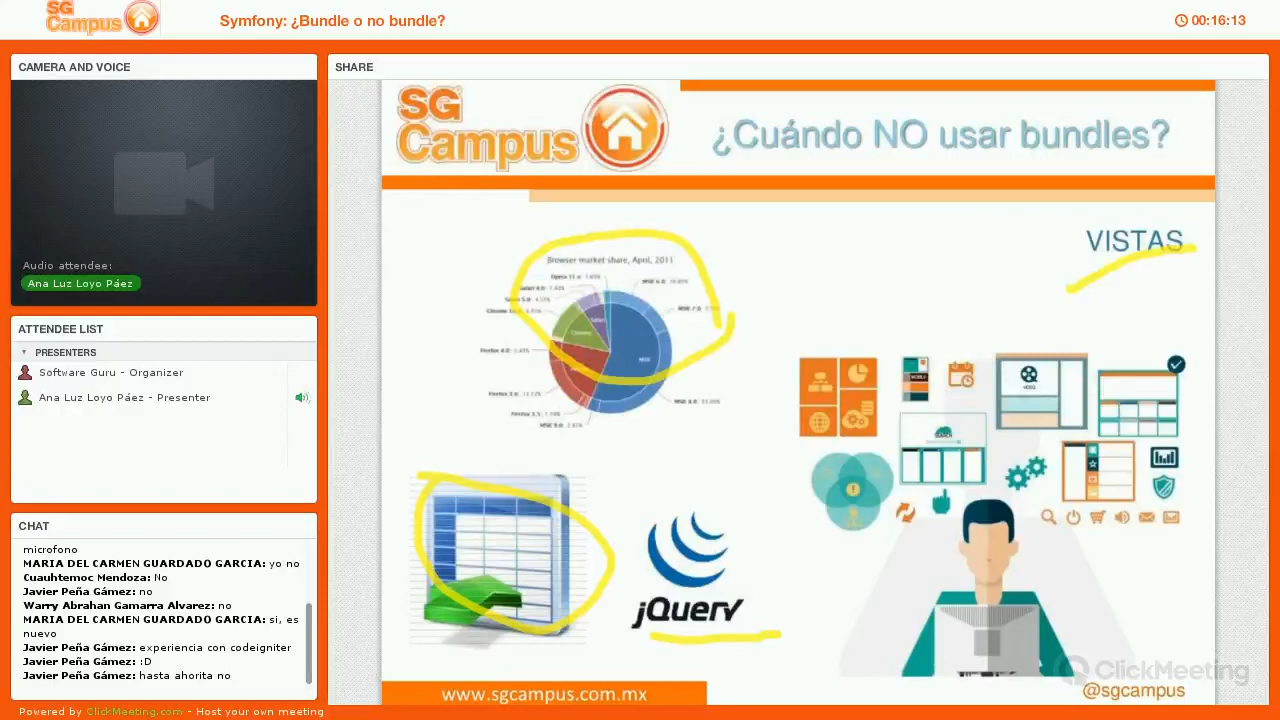 SG Campus
Symfony: ¿Bundle o no bundle?
00:16:13
CAMERA AND VOICE
Audio attendee:
Ana Luz Loyo Páez
ATTENDEE LIST
PRESENTERS
Software Guru - Organizer
Ana Luz Loyo Páez - Presenter
CHAT
microfono
MARIA DEL CARMEN GUARDADO GARCIA: yo no
Cuauhtemoc Mendoza: No
Javier Peña Gámez: no
Warry Abrahan Gamarra Alvarez: no
MARIA DEL CARMEN GUARDADO GARCIA: si, es
nuevo
Javier Peña Gámez: experiencia con codeigniter
Javier Peña Gámez: :D
Javier Peña Gámez: hasta ahorita no
Powered by ClickMeeting.com - Host your own meeting
SHARE
SG
Campus
¿Cuándo NO usar bundles?
VISTAS
Browser market share, April, 2011
jQuery
www.sgcampus.com.mx
ClickMeeting
@sgcampus